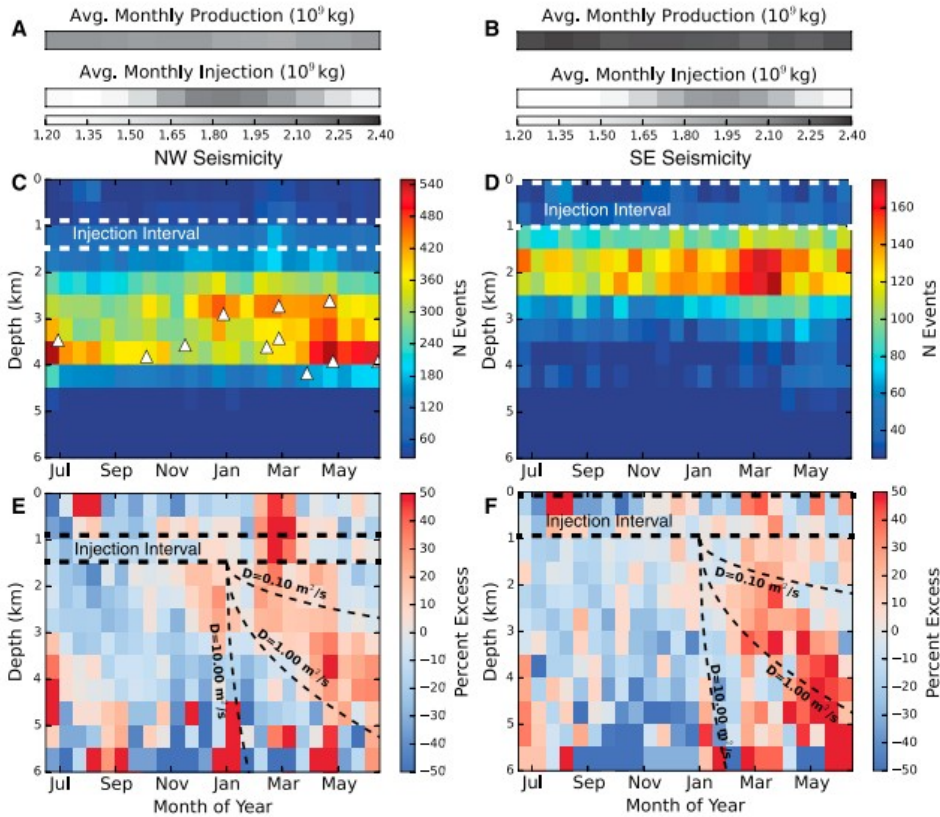 A
Avg. Monthly Production (10⁹ kg)
Avg. Monthly Injection (10⁹ kg)
1.20 1.35 1.50 1.65 1.80 1.95 2.10 2.25 2.40
NW Seismicity
B
Avg. Monthly Production (10⁹ kg)
Avg. Monthly Injection (10⁹ kg)
1.20 1.35 1.50 1.65 1.80 1.95 2.10 2.25 2.40
SE Seismicity
C
0
1
2
3
4
5
6
Depth (km)
Injection Interval
Jul Sep Nov Jan Mar May
540
480
420
360
300
240
180
120
60
N Events
D
0
1
2
3
4
5
6
Depth (km)
Injection Interval
Jul Sep Nov Jan Mar May
160
140
120
100
80
60
40
N Events
E
0
1
2
3
4
5
6
Depth (km)
Injection Interval
D=0.10 m²/s
D=1.00 m²/s
D=10.00 m²/s
Jul Sep Nov Jan Mar May
Month of Year
50
40
30
20
10
0
−10
−20
−30
−40
−50
Percent Excess
F
0
1
2
3
4
5
6
Depth (km)
Injection Interval
D=0.10 m²/s
D=1.00 m²/s
D=10.00 m²/s
Jul Sep Nov Jan Mar May
Month of Year
50
40
30
20
10
0
−10
−20
−30
−40
−50
Percent Excess